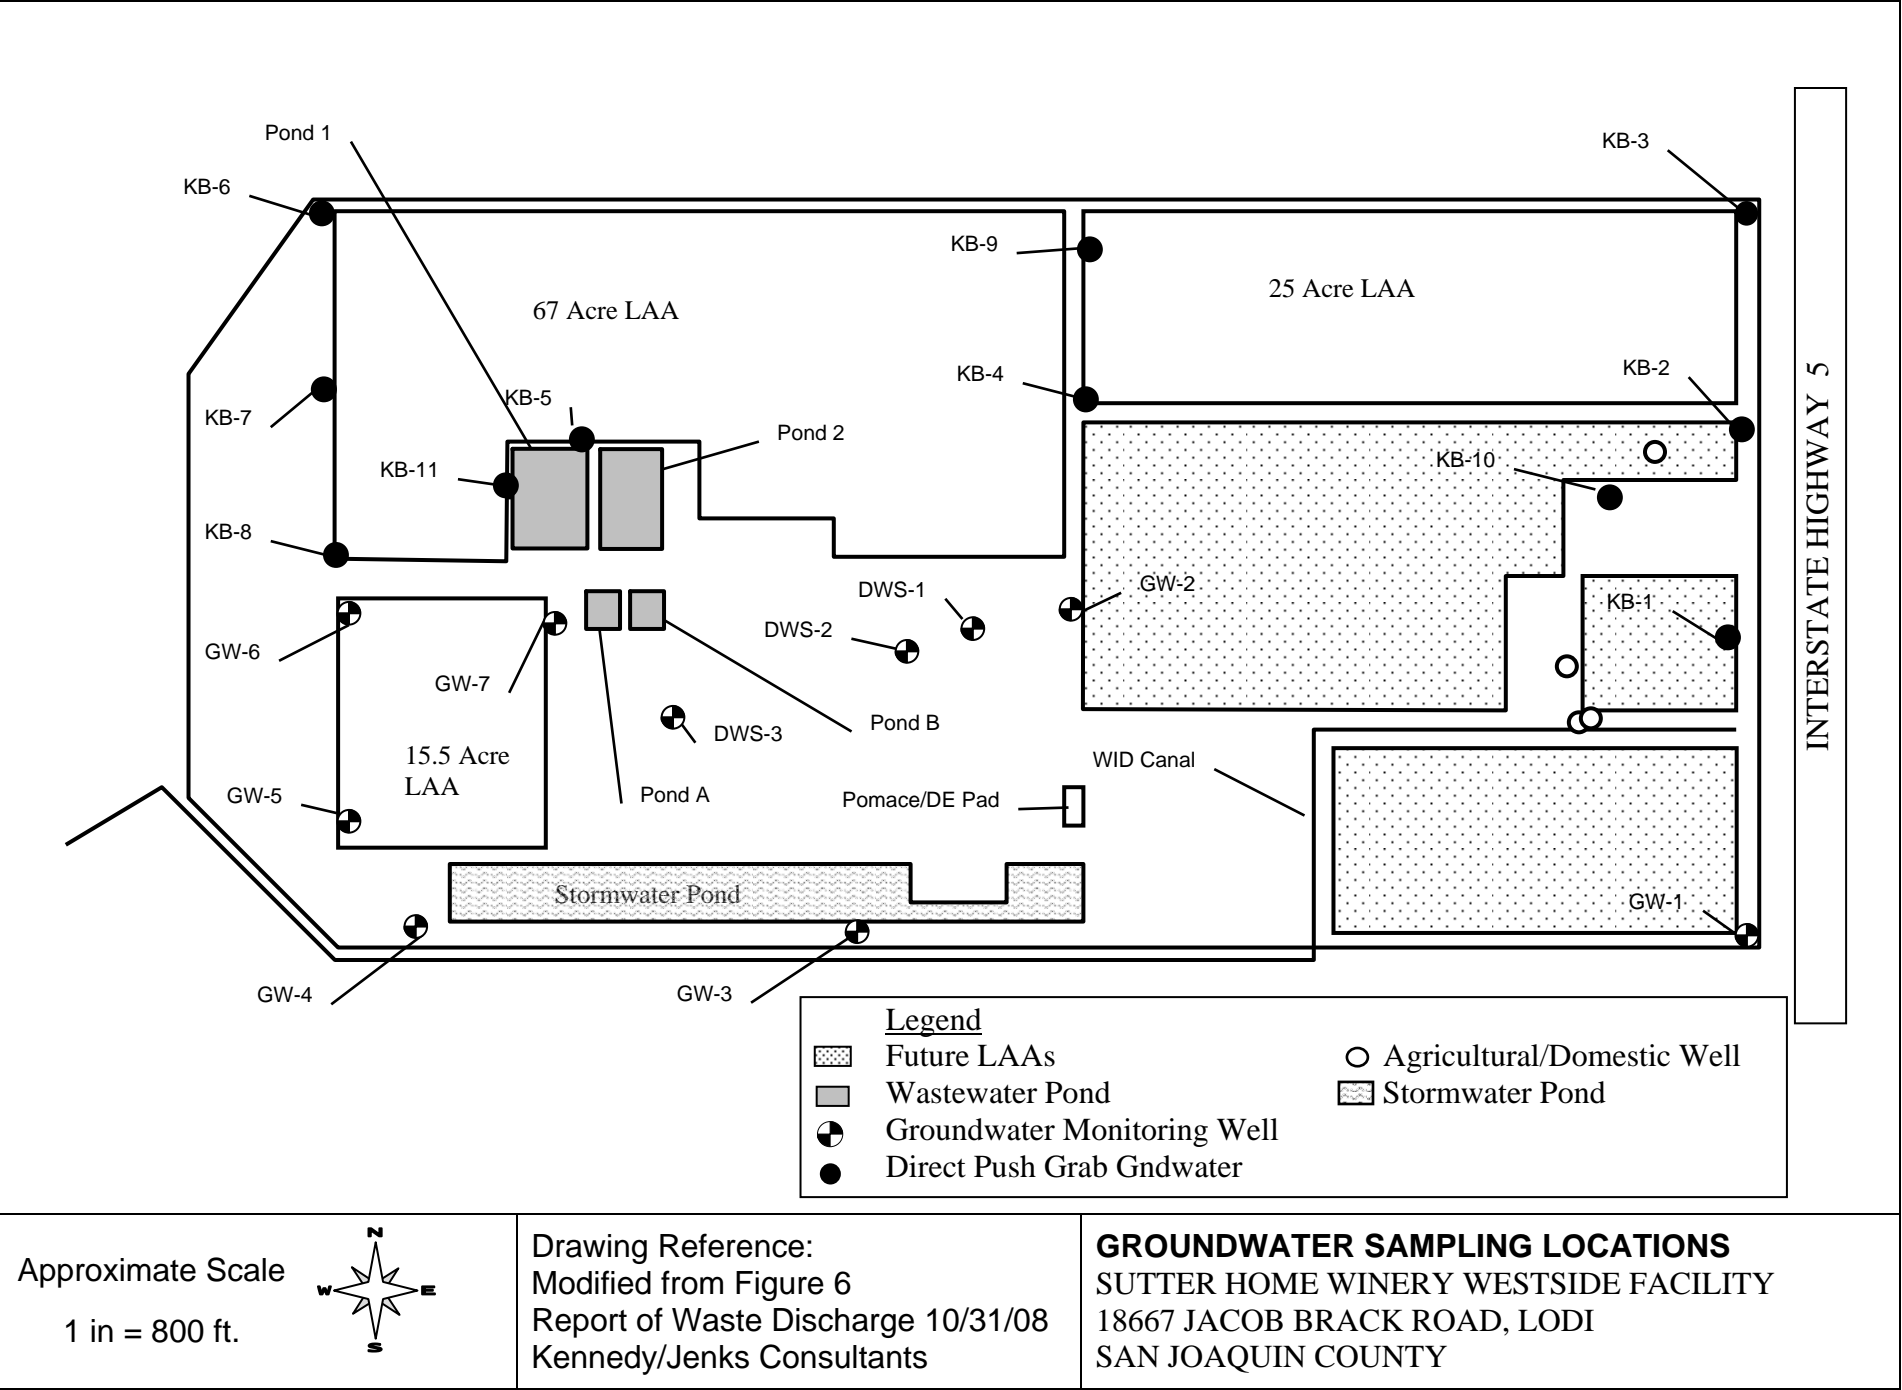 Pond 1
KB-3
KB-6
KB-9
25 Acre LAA
67 Acre LAA
KB-4
KB-2
KB-5
KB-7
Pond 2
KB-10
KB-11
KB-8
INTERSTATE HIGHWAY 5
DWS-1
GW-2
KB-1
DWS-2
GW-6
GW-7
Pond B
DWS-3
15.5 Acre
LAA
WID Canal
GW-5
Pond A
Pomace/DE Pad
Stormwater Pond
GW-1
GW-4
GW-3
Legend
Future LAAs
Agricultural/Domestic Well
Wastewater Pond
Stormwater Pond
Groundwater Monitoring Well
Direct Push Grab Gndwater
Approximate Scale
1 in = 800 ft.
N
W
E
S
Drawing Reference:
Modified from Figure 6
Report of Waste Discharge 10/31/08
Kennedy/Jenks Consultants
GROUNDWATER SAMPLING LOCATIONS
SUTTER HOME WINERY WESTSIDE FACILITY
18667 JACOB BRACK ROAD, LODI
SAN JOAQUIN COUNTY